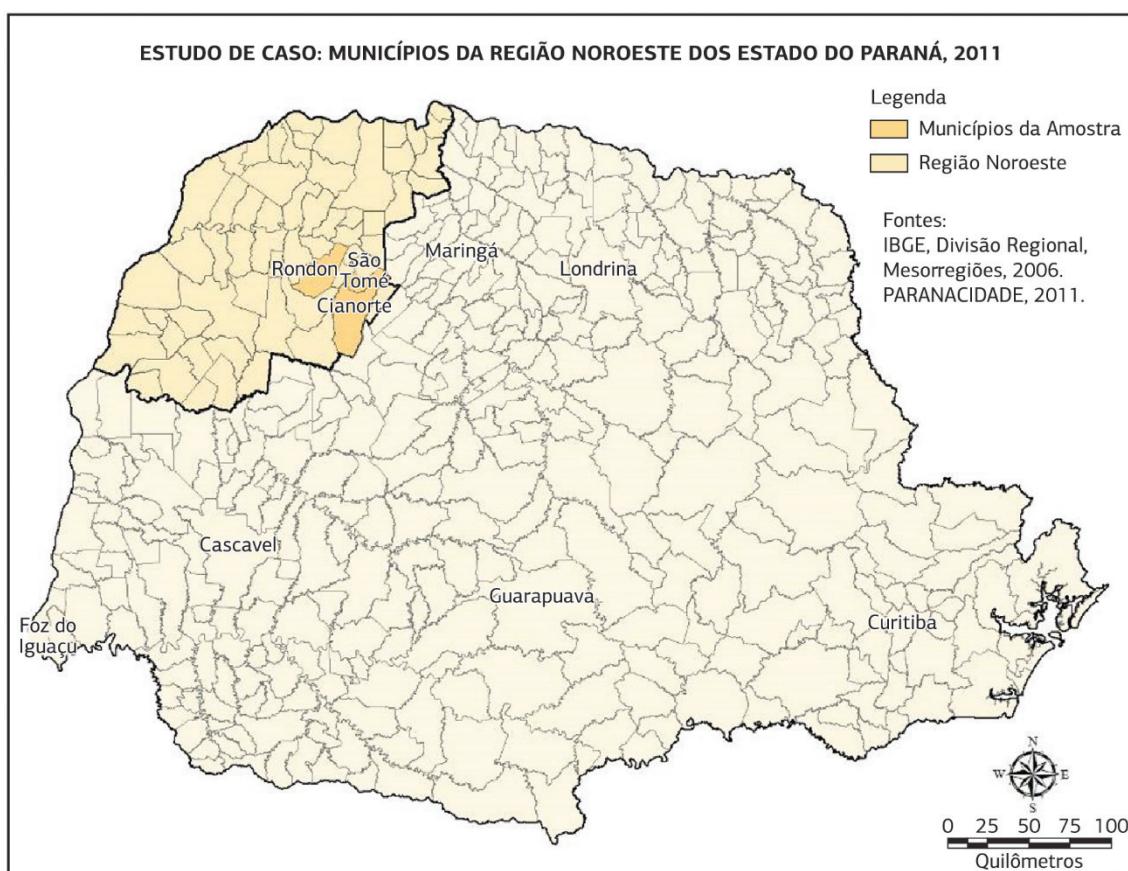 ESTUDO DE CASO: MUNICÍPIOS DA REGIÃO NOROESTE DOS ESTADO DO PARANÁ, 2011
Legenda
Municípios da Amostra
Região Noroeste
Fontes:
IBGE, Divisão Regional,
Mesorregiões, 2006.
PARANACIDADE, 2011.
Maringá
Londrina
Rondon
São
Tomé
Cianorte
Cascavel
Guarapuava
Curitiba
Foz do
Iguaçu
N
W E
S
0 25 50 75 100
Quilômetros